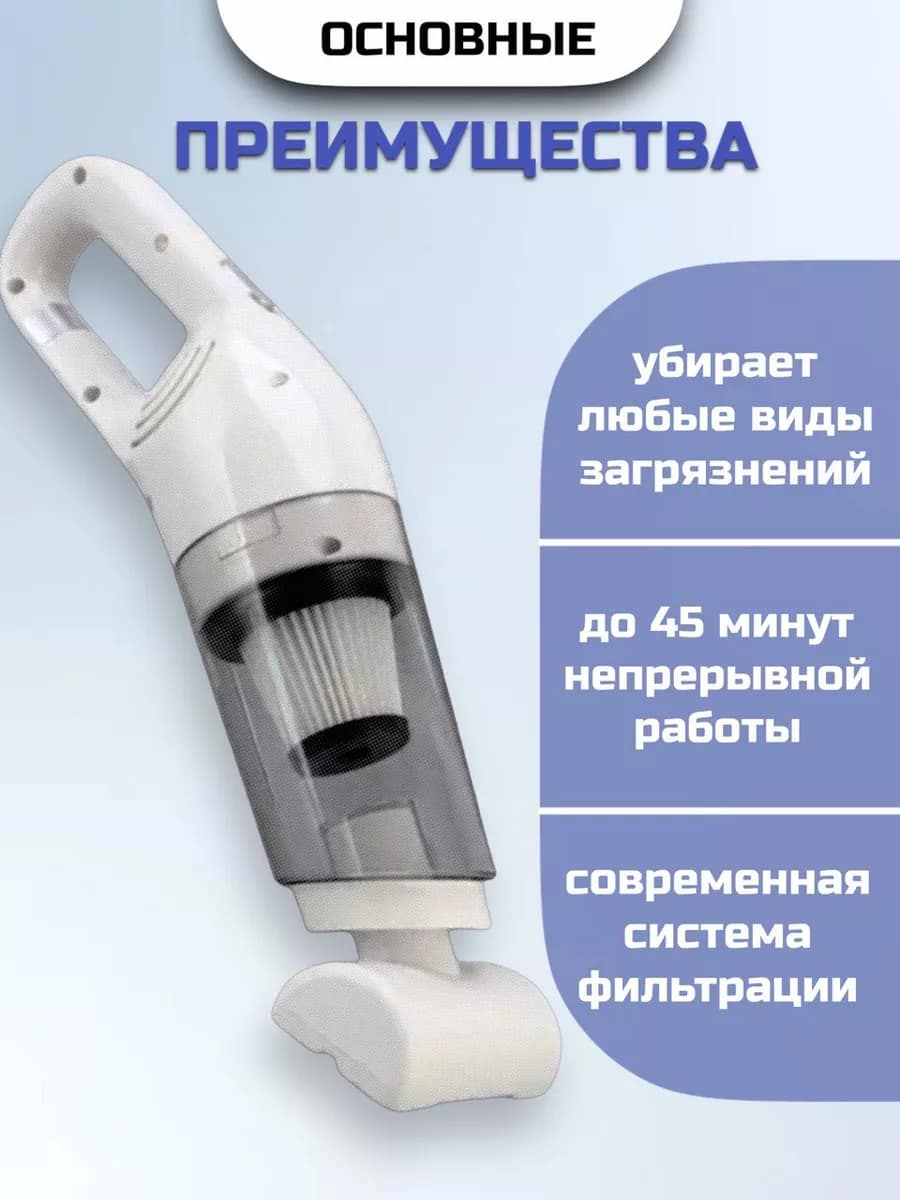 ОСНОВНЫЕ
ПРЕИМУЩЕСТВА
убирает
любые виды
загрязнений
до 45 минут
непрерывной
работы
современная
система
фильтрации